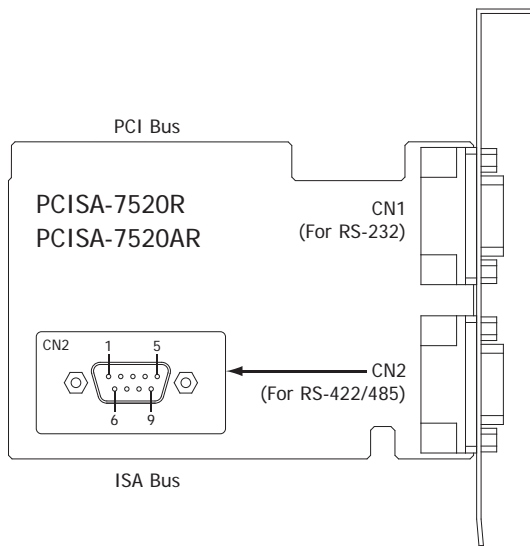 PCI Bus
PCISA-7520R
PCISA-7520AR
CN1
(For RS-232)
CN2
1
5
6
9
CN2
(For RS-422/485)
ISA Bus